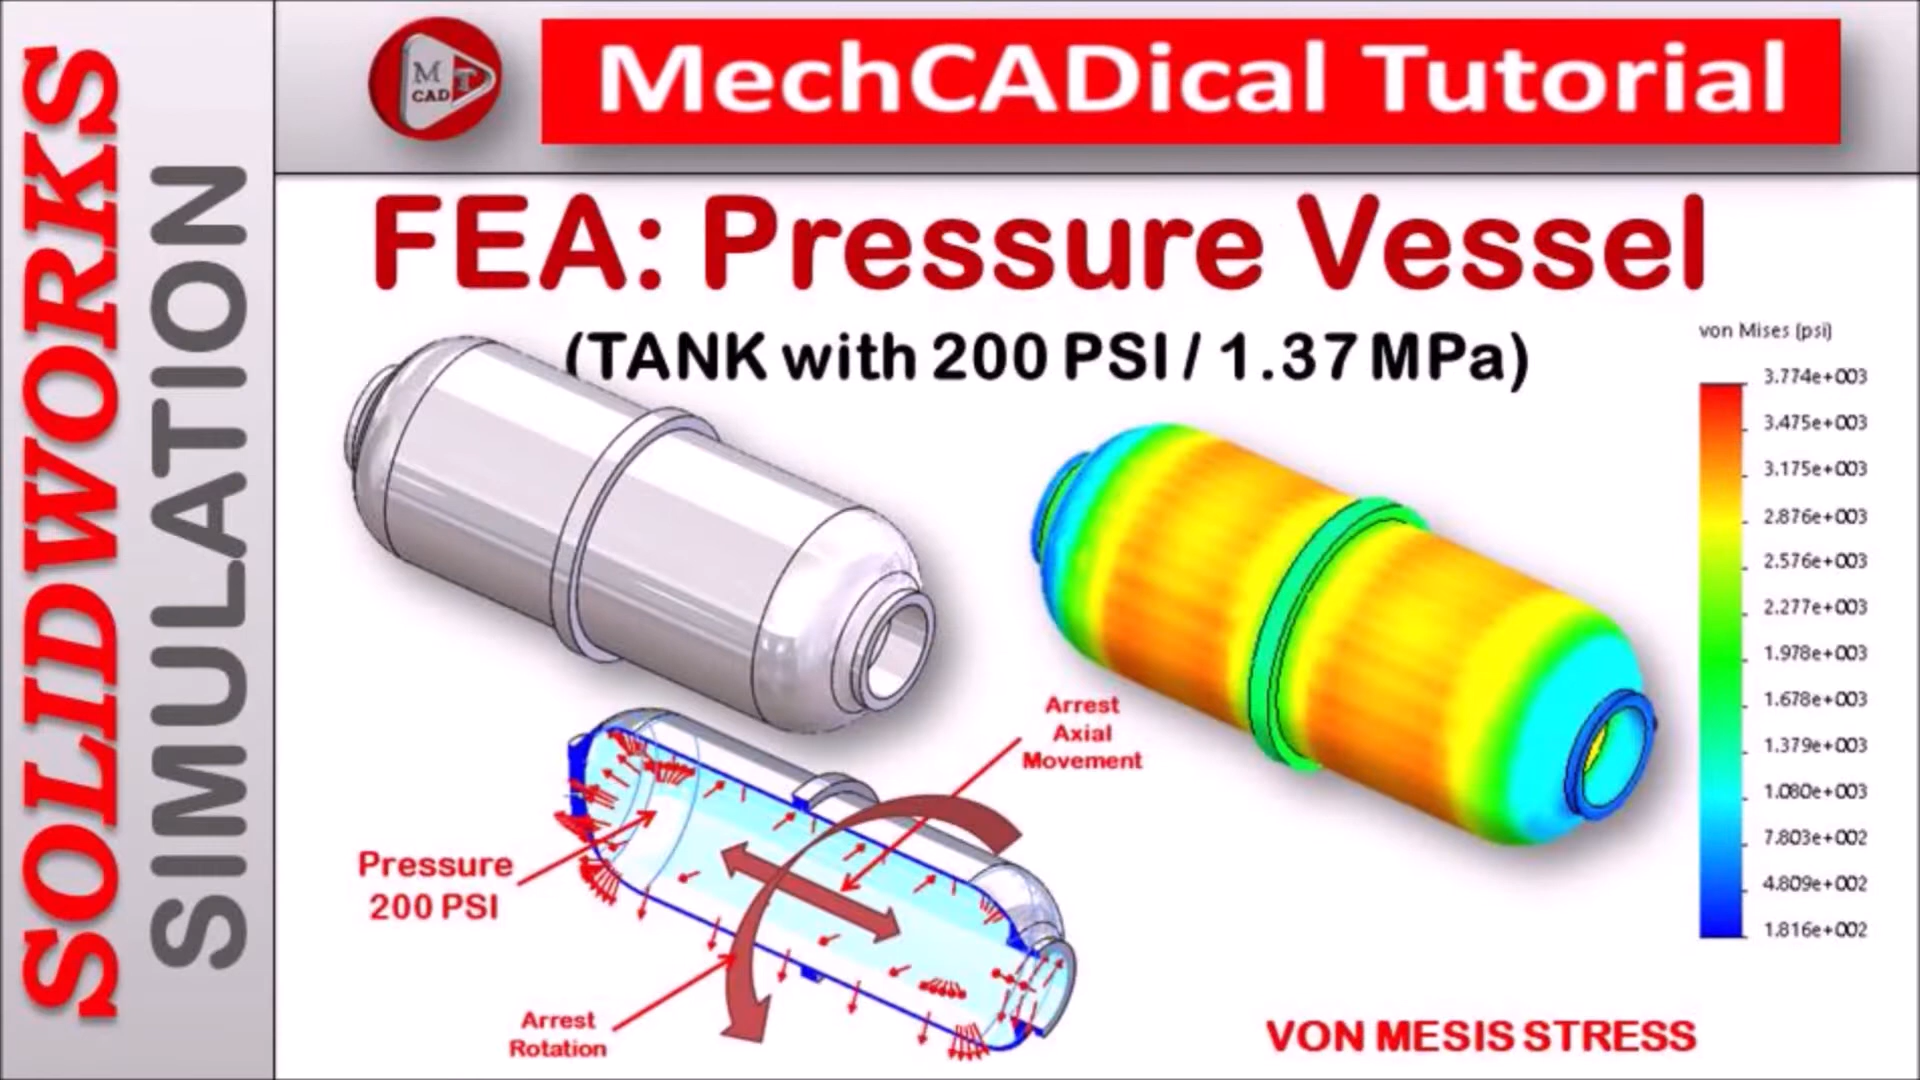 SOLIDWORKS
SIMULATION
M T
CAD
MechCADical Tutorial
FEA: Pressure Vessel
(TANK with 200 PSI / 1.37 MPa)
von Mises (psi)
3.774e+003
3.475e+003
3.175e+003
2.876e+003
2.576e+003
2.277e+003
1.978e+003
1.678e+003
1.379e+003
1.080e+003
7.803e+002
4.809e+002
1.816e+002
Arrest
Axial
Movement
Pressure
200 PSI
Arrest
Rotation
VON MESIS STRESS